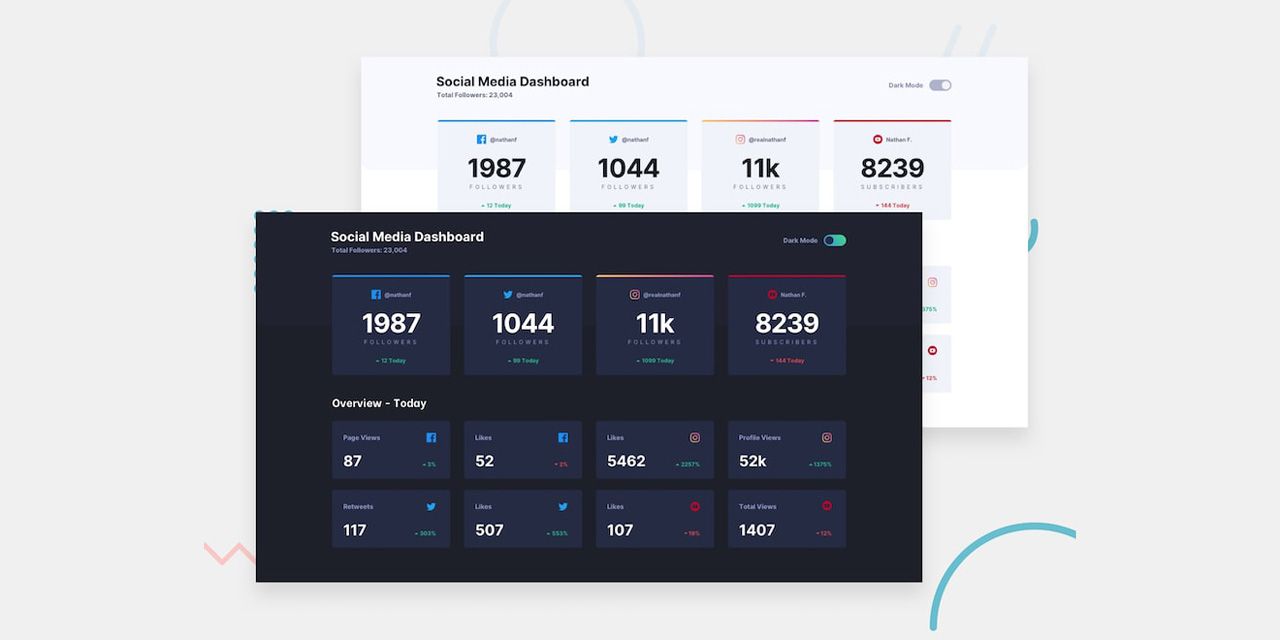 Social Media Dashboard
Total Followers: 23,004
Dark Mode
@nathanf
@nathanf
@realnathanf
Nathan F.
1987
1044
11k
8239
FOLLOWERS
FOLLOWERS
FOLLOWERS
SUBSCRIBERS
12 Today
99 Today
1099 Today
144 Today
375%
12%
Social Media Dashboard
Total Followers: 23,004
Dark Mode
@nathanf
@nathanf
@realnathanf
Nathan F.
1987
1044
11k
8239
FOLLOWERS
FOLLOWERS
FOLLOWERS
SUBSCRIBERS
12 Today
99 Today
1099 Today
144 Today
Overview - Today
Page Views
Likes
Likes
Profile Views
87
3%
52
2%
5462
2257%
52k
1375%
Retweets
Likes
Likes
Total Views
117
303%
507
553%
107
19%
1407
12%